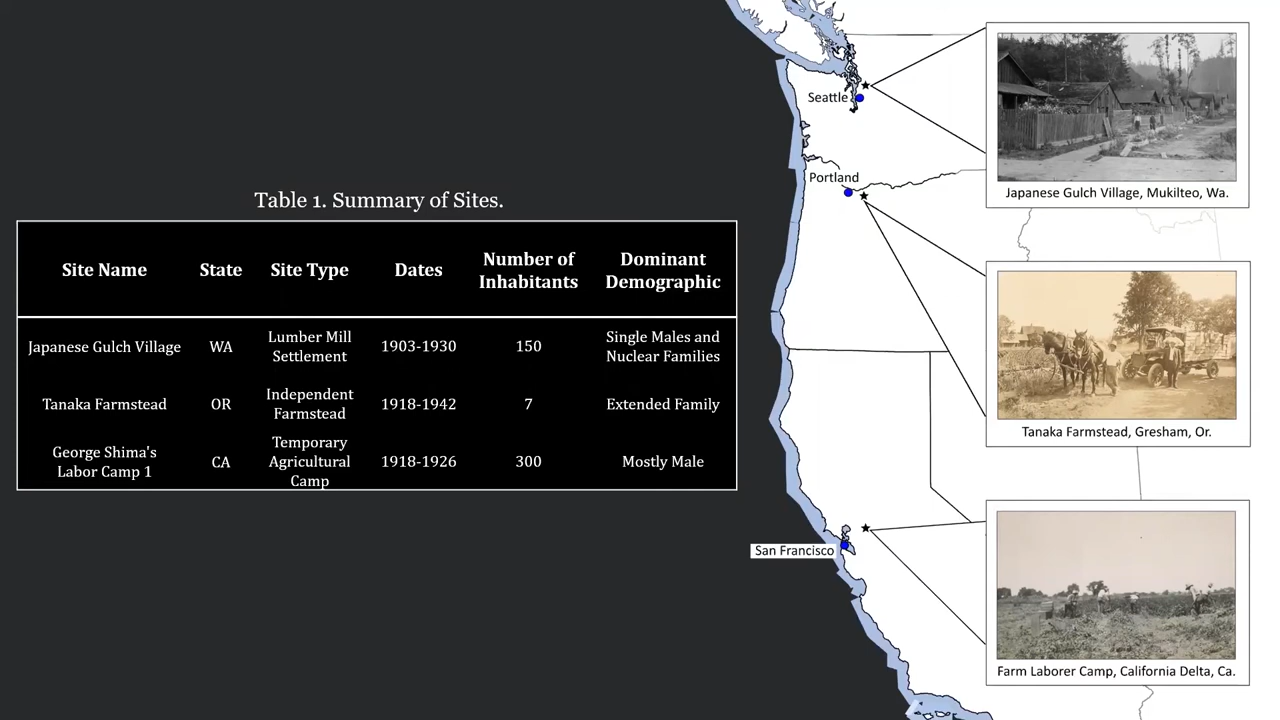 Table 1. Summary of Sites.
Site Name State Site Type Dates Number of Inhabitants Dominant Demographic
Japanese Gulch Village WA Lumber Mill Settlement 1903-1930 150 Single Males and Nuclear Families
Tanaka Farmstead OR Independent Farmstead 1918-1942 7 Extended Family
George Shima's Labor Camp 1 CA Temporary Agricultural Camp 1918-1926 300 Mostly Male
Seattle
Portland
San Francisco
Japanese Gulch Village, Mukilteo, Wa.
Tanaka Farmstead, Gresham, Or.
Farm Laborer Camp, California Delta, Ca.